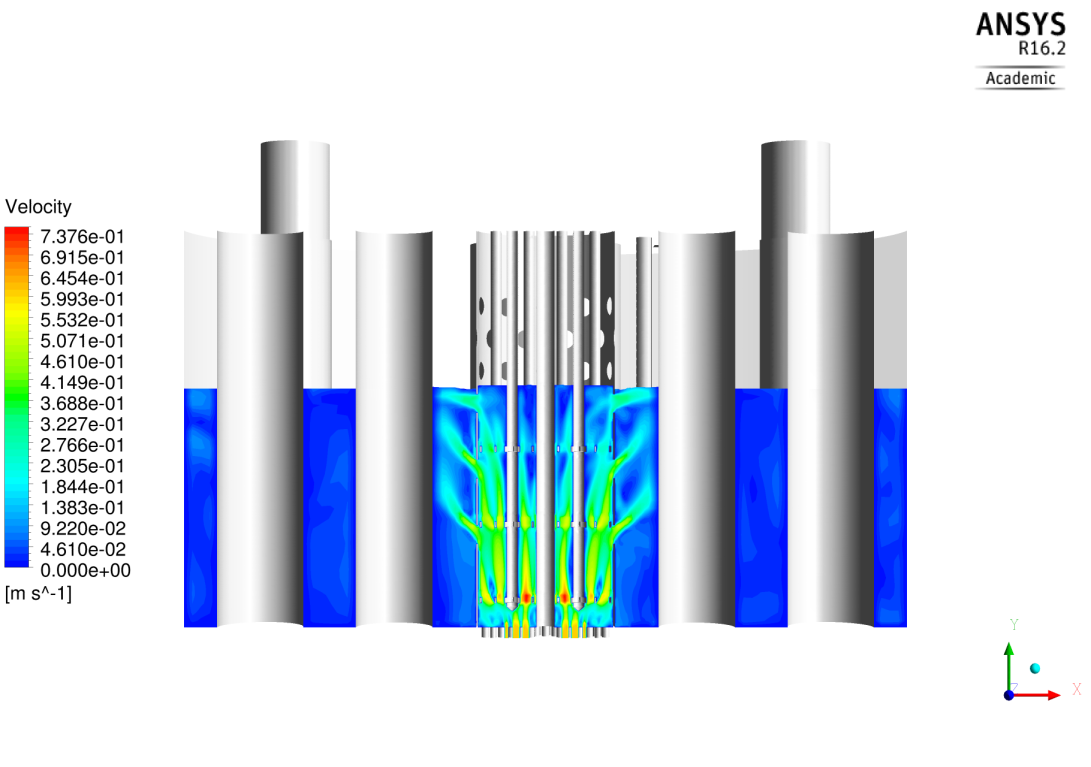 ANSYS
R16.2
Academic
Velocity
7.376e-01
6.915e-01
6.454e-01
5.993e-01
5.532e-01
5.071e-01
4.610e-01
4.149e-01
3.688e-01
3.227e-01
2.766e-01
2.305e-01
1.844e-01
1.383e-01
9.220e-02
4.610e-02
0.000e+00
[m s^-1]
Y
Z
X